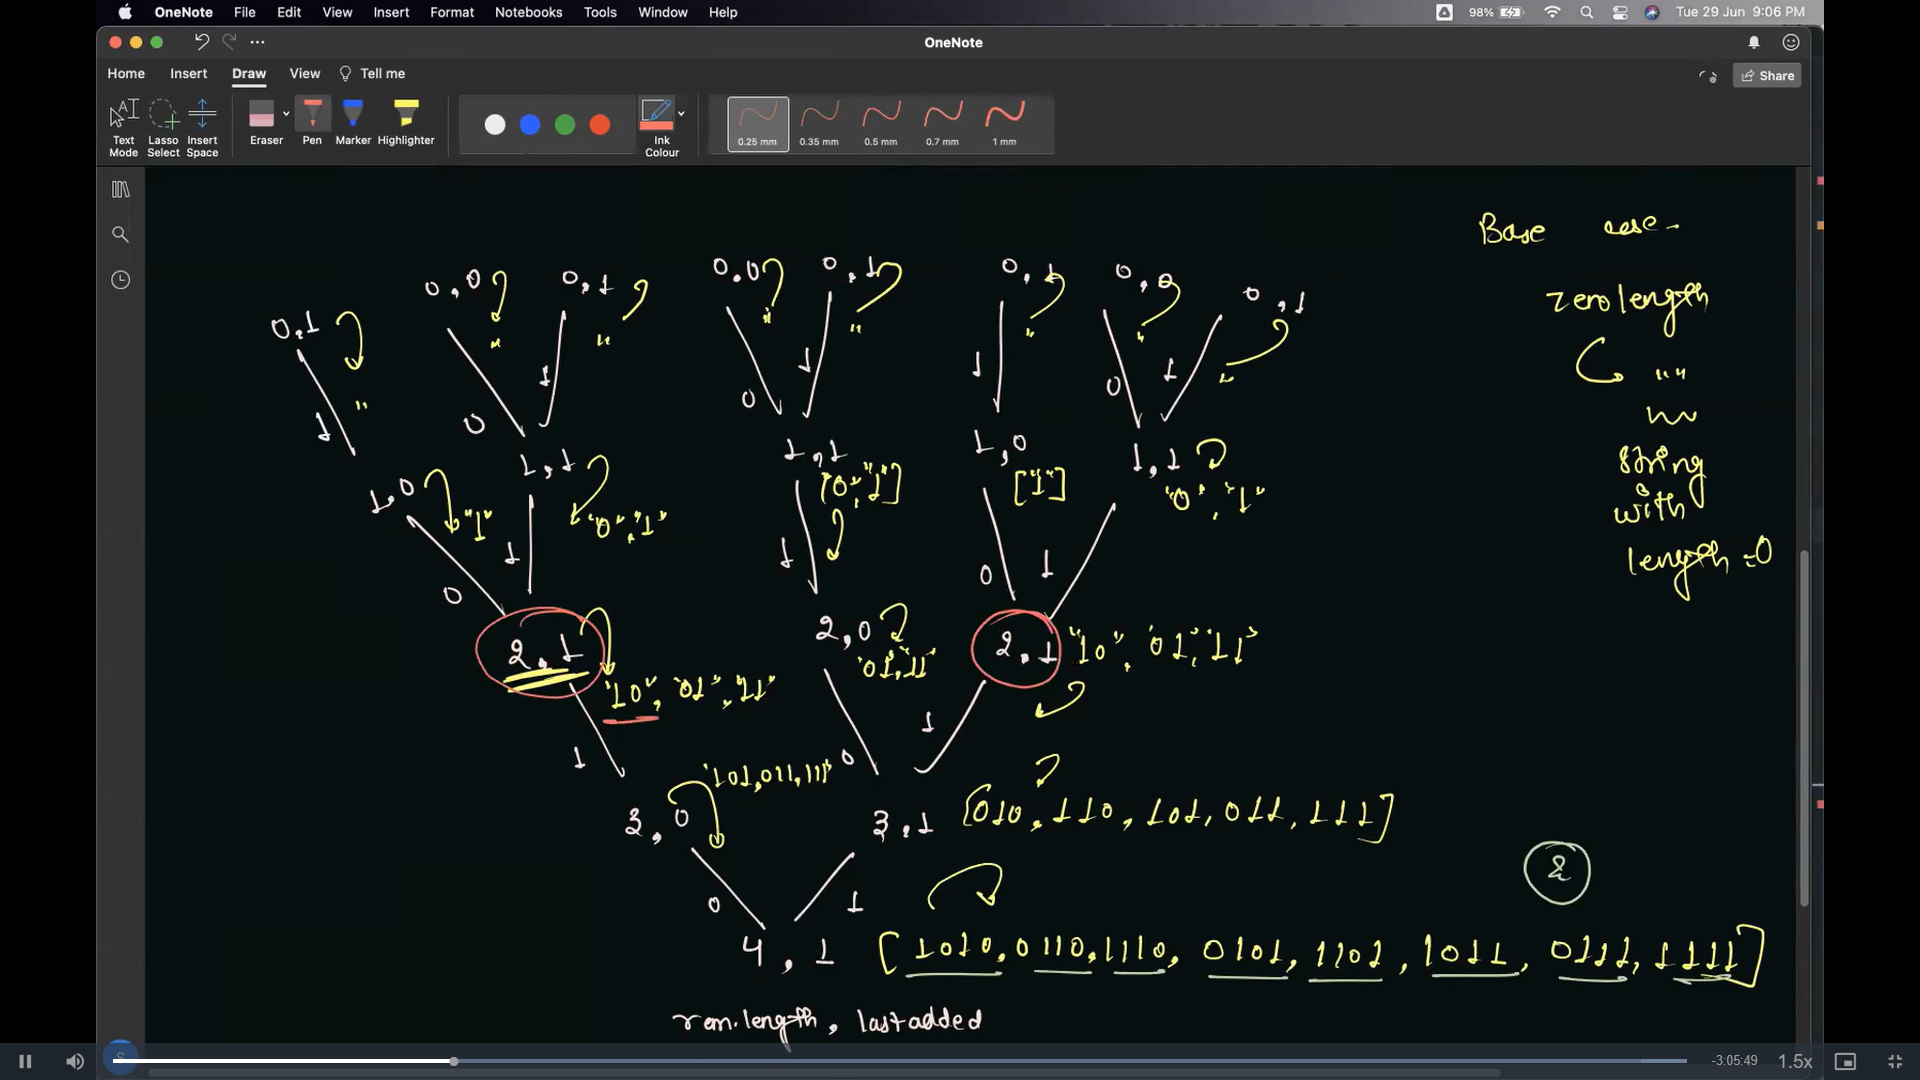 OneNote File Edit View Insert Format Notebooks Tools Window Help 98% Tue 29 Jun 9:06 PM
OneNote
Home Insert Draw View Tell me Share
Text Mode Lasso Select Insert Space Eraser Pen Marker Highlighter Ink Colour 0.25 mm 0.35 mm 0.5 mm 0.7 mm 1 mm
Base case-
0,1 0,0 0,1 0,0 0,1 0,1 0,0 0,1
zero length
" " " " " " " "
""
1 0 1 0 1 1 0 1
string
with
length=0
1,0 1,1 1,1 1,0 1,1
"1" "0","1" [0,"1"] ["1"] "0","1"
0 1 1 0 1
2,1 2,0 2,1 "10", "01","11"
"10", "01", "11" "01,11"
1 0 1
"101,011,111"
3,0 3,1 [010, 110, 101, 011, 111]
0 1
&
4, 1 [1010, 0110, 1110, 0101, 1101, 1011, 0111, 1111]
rem.length, last added
-3:05:49 1.5x